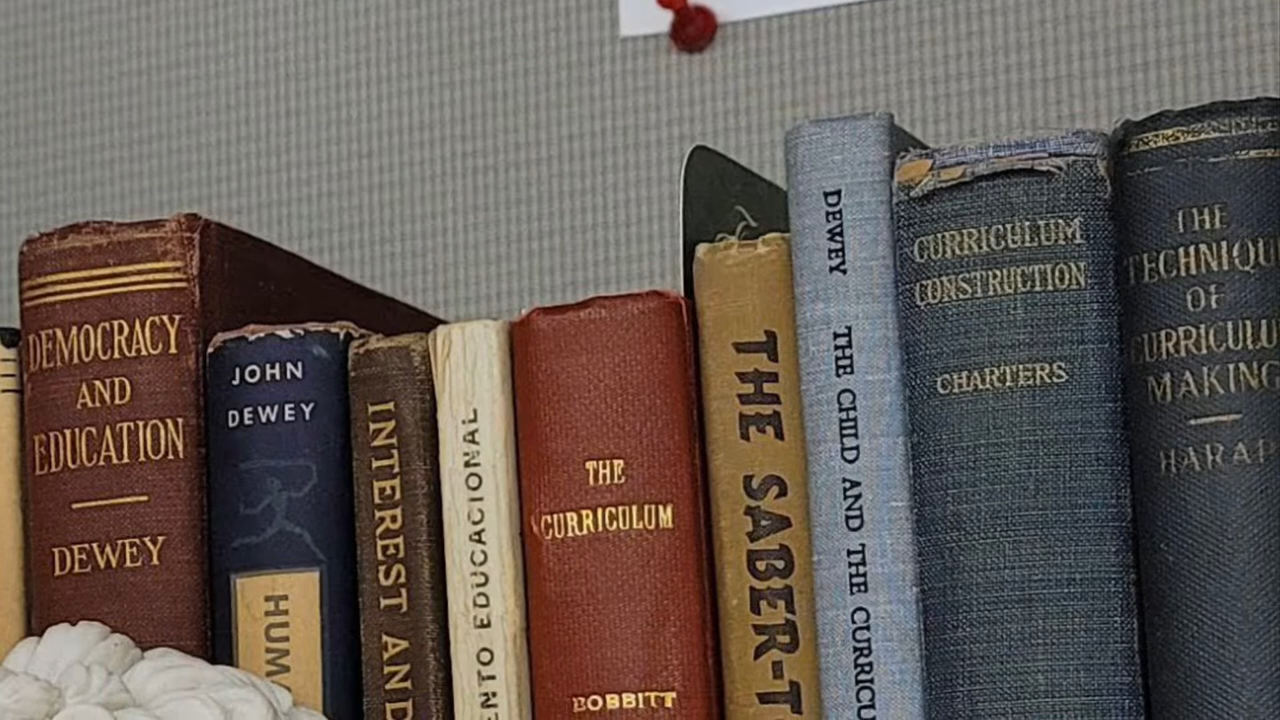 DEMOCRACY
AND
EDUCATION
DEWEY
JOHN
DEWEY
HUM
INTEREST AND
ENTO EDUCACIONAL
THE
CURRICULUM
BOBBITT
THE SABER-T
DEWEY THE CHILD AND THE CURRICU
CURRICULUM
CONSTRUCTION
CHARTERS
THE
TECHNIQU
OF
CURRICULU
MAKING
HARAP